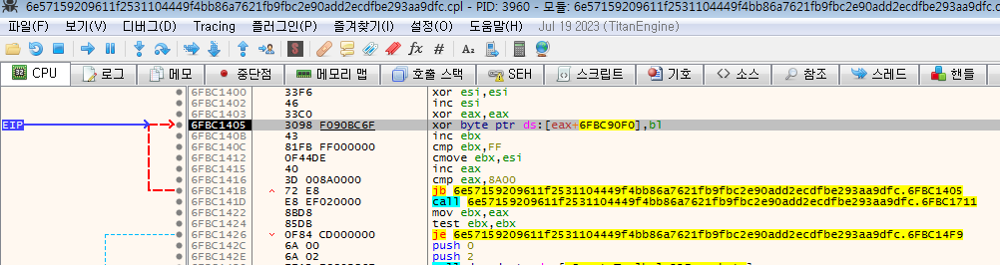 6e57159209611f2531104449f4bb86a7621fb9fbc2e90add2ecdfbe293aa9dfc.cpl - PID: 3960 - 모듈: 6e57159209611f2531104449f4bb86a7621fb9fbc2e90add2ecdfbe293aa9dfc.c
파일(F) 보기(V) 디버그(D) Tracing 플러그인(P) 즐겨찾기(I) 설정(O) 도움말(H) Jul 19 2023 (TitanEngine)
CPU 로그 메모 중단점 메모리 맵 호출 스택 SEH 스크립트 기호 소스 참조 스레드 핸들
6FBC1400 33F6 xor esi,esi
6FBC1402 46 inc esi
6FBC1403 33C0 xor eax,eax
EIP 6FBC1405 3098 F090BC6F xor byte ptr ds:[eax+6FBC90F0],bl
6FBC140B 43 inc ebx
6FBC140C 81FB FF000000 cmp ebx,FF
6FBC1412 0F44DE cmove ebx,esi
6FBC1415 40 inc eax
6FBC1416 3D 008A0000 cmp eax,8A00
6FBC141B 72 E8 jb 6e57159209611f2531104449f4bb86a7621fb9fbc2e90add2ecdfbe293aa9dfc.6FBC1405
6FBC141D E8 EF020000 call 6e57159209611f2531104449f4bb86a7621fb9fbc2e90add2ecdfbe293aa9dfc.6FBC1711
6FBC1422 8BD8 mov ebx,eax
6FBC1424 85DB test ebx,ebx
6FBC1426 0F84 CD000000 je 6e57159209611f2531104449f4bb86a7621fb9fbc2e90add2ecdfbe293aa9dfc.6FBC14F9
6FBC142C 6A 00 push 0
6FBC142E 6A 02 push 2